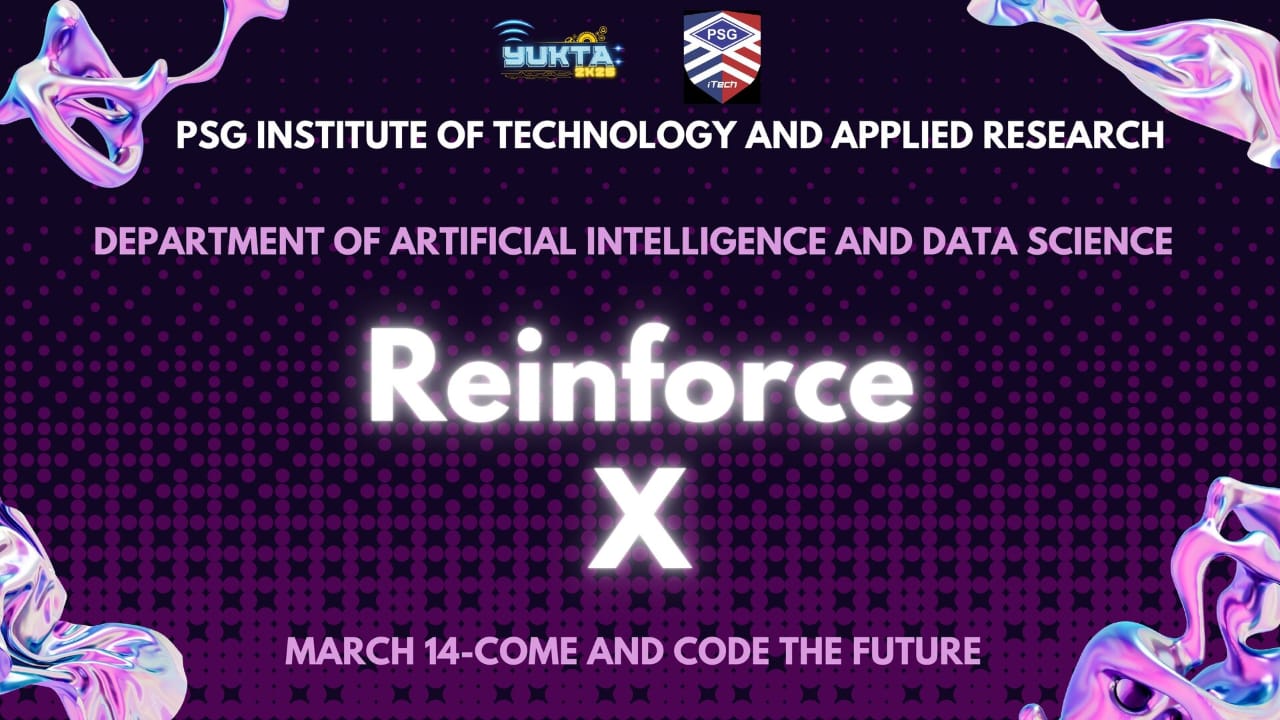 YUKTA
2K25
PSG
iTech
PSG INSTITUTE OF TECHNOLOGY AND APPLIED RESEARCH
DEPARTMENT OF ARTIFICIAL INTELLIGENCE AND DATA SCIENCE
Reinforce
X
MARCH 14-COME AND CODE THE FUTURE